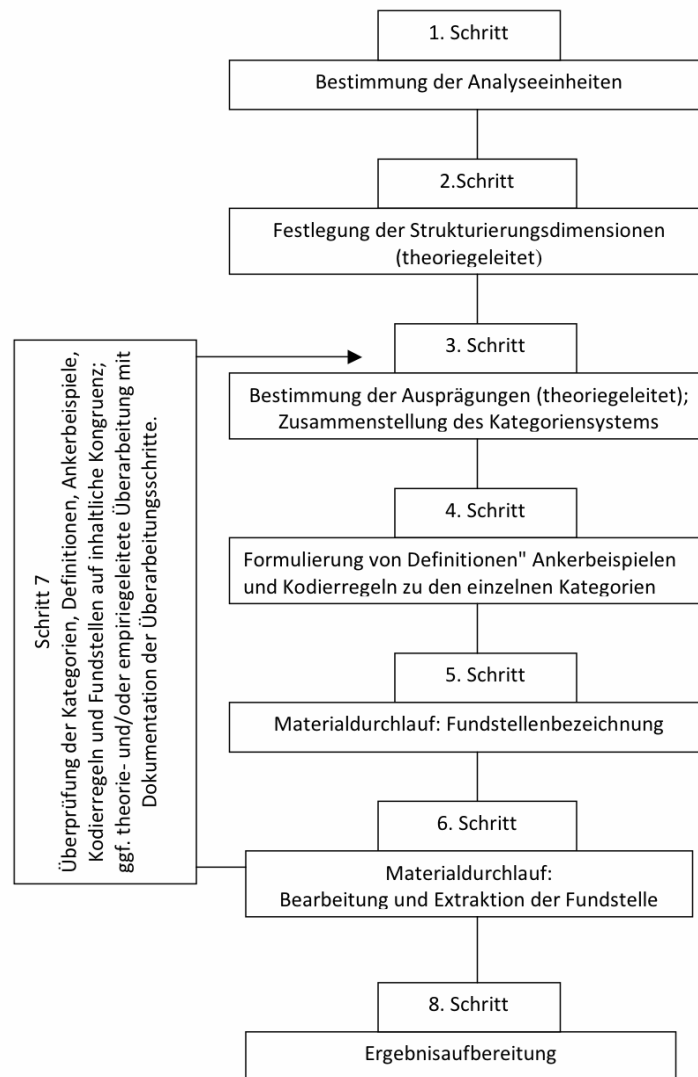 1. Schritt
Bestimmung der Analyseeinheiten
2.Schritt
Festlegung der Strukturierungsdimensionen
(theoriegeleitet)
3. Schritt
Bestimmung der Ausprägungen (theoriegeleitet);
Zusammenstellung des Kategoriensystems
4. Schritt
Formulierung von Definitionen" Ankerbeispielen
und Kodierregeln zu den einzelnen Kategorien
5. Schritt
Materialdurchlauf: Fundstellenbezeichnung
6. Schritt
Materialdurchlauf:
Bearbeitung und Extraktion der Fundstelle
Schritt 7
Überprüfung der Kategorien, Definitionen, Ankerbeispiele,
Kodierregeln und Fundstellen auf inhaltliche Kongruenz;
ggf. theorie- und/oder empiriegeleitete Überarbeitung mit
Dokumentation der Überarbeitungsschritte.
8. Schritt
Ergebnisaufbereitung